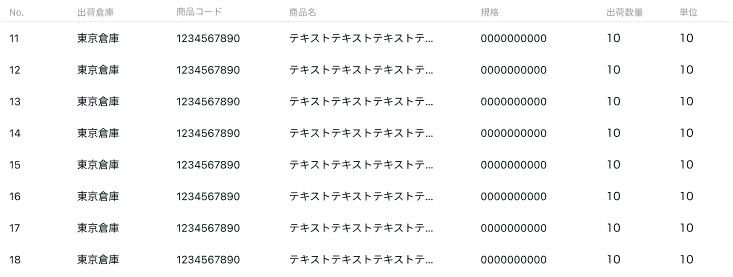 No. 出荷倉庫 商品コード 商品名 規格 出荷数量 単位
11 東京倉庫 1234567890 テキストテキストテキストテ... 0000000000 10 10
12 東京倉庫 1234567890 テキストテキストテキストテ... 0000000000 10 10
13 東京倉庫 1234567890 テキストテキストテキストテ... 0000000000 10 10
14 東京倉庫 1234567890 テキストテキストテキストテ... 0000000000 10 10
15 東京倉庫 1234567890 テキストテキストテキストテ... 0000000000 10 10
16 東京倉庫 1234567890 テキストテキストテキストテ... 0000000000 10 10
17 東京倉庫 1234567890 テキストテキストテキストテ... 0000000000 10 10
18 東京倉庫 1234567890 テキストテキストテキストテ... 0000000000 10 10